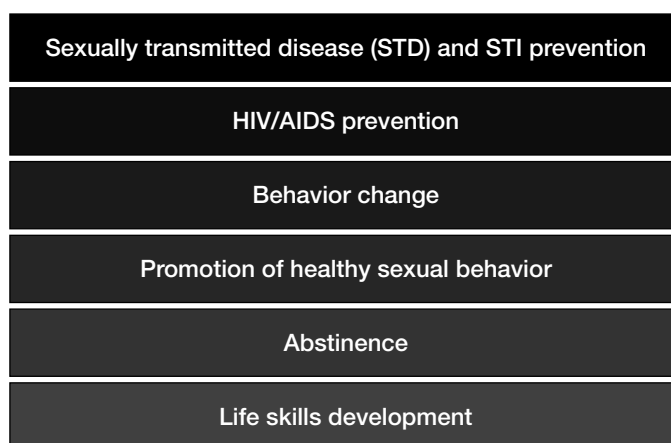 Sexually transmitted disease (STD) and STI prevention
HIV/AIDS prevention
Behavior change
Promotion of healthy sexual behavior
Abstinence
Life skills development